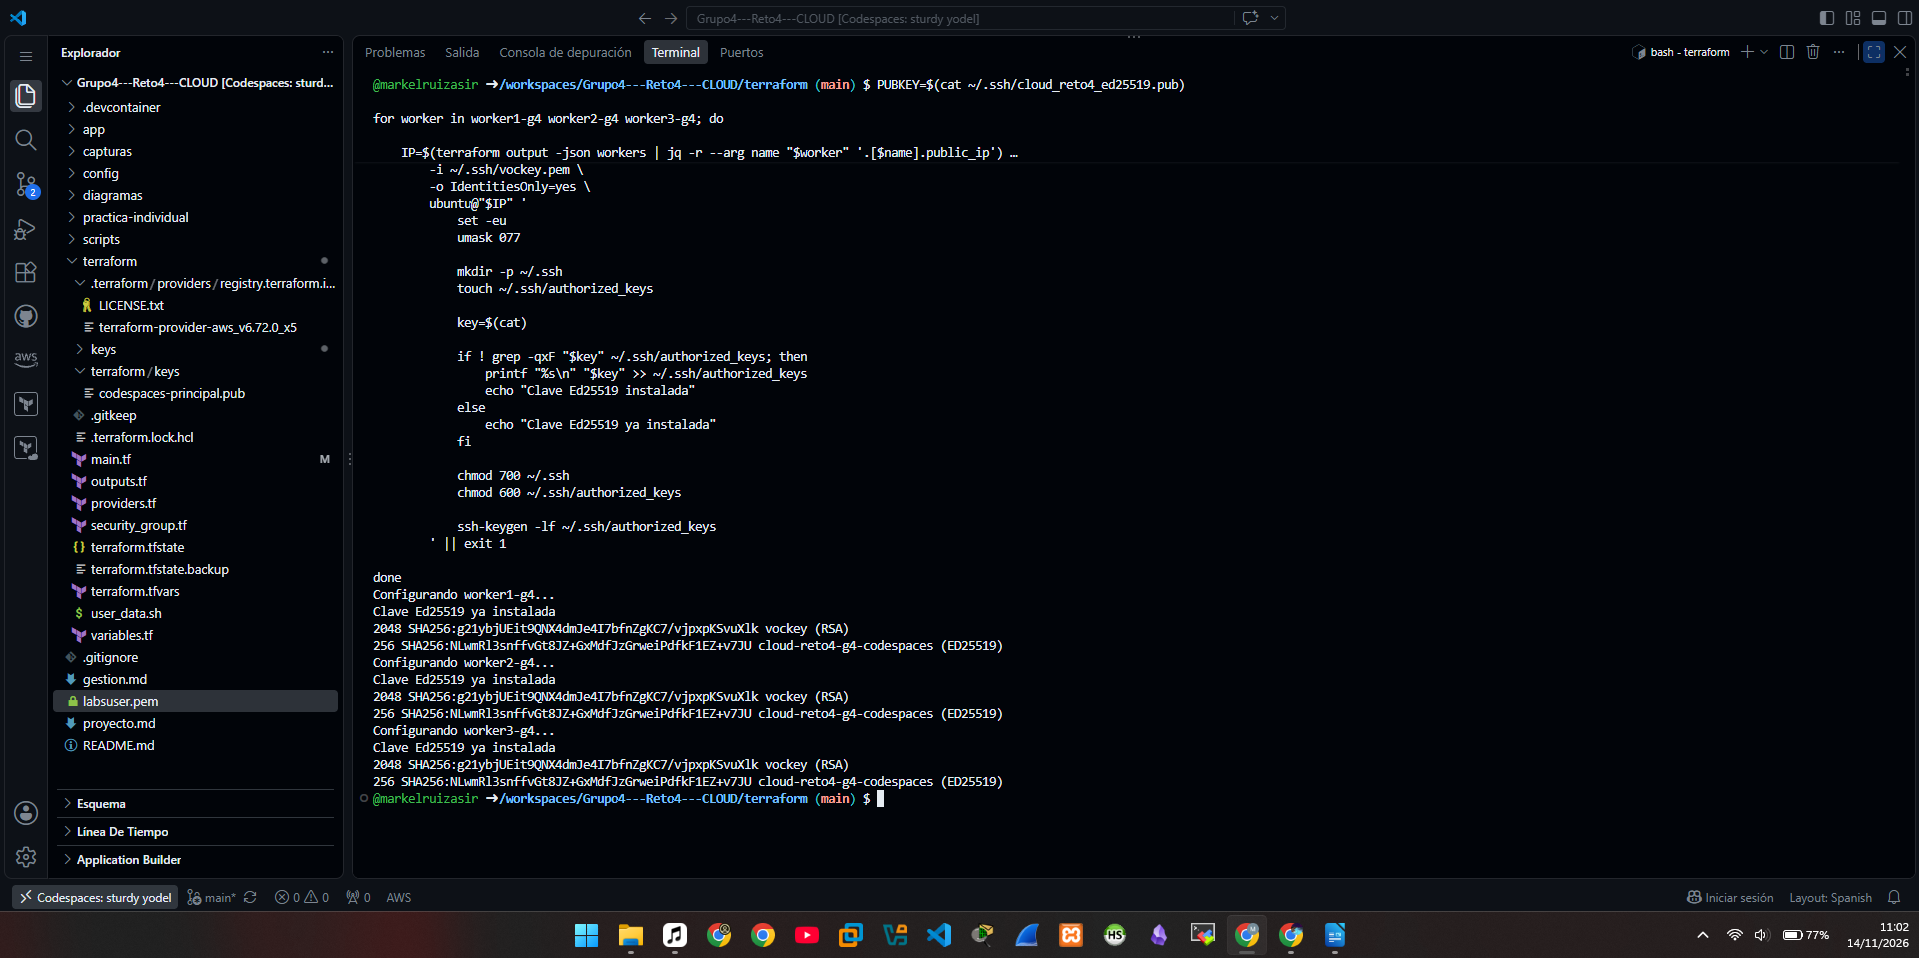 Grupo4---Reto4---CLOUD [Codespaces: sturdy yodel]
Explorador
Grupo4---Reto4---CLOUD [Codespaces: sturd...
.devcontainer
app
capturas
config
diagramas
practica-individual
scripts
terraform
.terraform / providers / registry.terraform.i...
LICENSE.txt
terraform-provider-aws_v6.72.0_x5
keys
terraform / keys
codespaces-principal.pub
.gitkeep
.terraform.lock.hcl
main.tf M
outputs.tf
providers.tf
security_group.tf
terraform.tfstate
terraform.tfstate.backup
terraform.tfvars
user_data.sh
variables.tf
.gitignore
gestion.md
labsuser.pem
proyecto.md
README.md
Esquema
Línea De Tiempo
Application Builder
2
aws
Problemas Salida Consola de depuración Terminal Puertos
bash - terraform
@markelruizasir ➜/workspaces/Grupo4---Reto4---CLOUD/terraform (main) $ PUBKEY=$(cat ~/.ssh/cloud_reto4_ed25519.pub)
for worker in worker1-g4 worker2-g4 worker3-g4; do
IP=$(terraform output -json workers | jq -r --arg name "$worker" '.[$name].public_ip') …
-i ~/.ssh/vockey.pem \
-o IdentitiesOnly=yes \
ubuntu@"$IP" '
set -eu
umask 077
mkdir -p ~/.ssh
touch ~/.ssh/authorized_keys
key=$(cat)
if ! grep -qxF "$key" ~/.ssh/authorized_keys; then
printf "%s\n" "$key" >> ~/.ssh/authorized_keys
echo "Clave Ed25519 instalada"
else
echo "Clave Ed25519 ya instalada"
fi
chmod 700 ~/.ssh
chmod 600 ~/.ssh/authorized_keys
ssh-keygen -lf ~/.ssh/authorized_keys
' || exit 1
done
Configurando worker1-g4...
Clave Ed25519 ya instalada
2048 SHA256:g21ybjUEit9QNX4dmJe4I7bfnZgKC7/vjpxpKSvuXlk vockey (RSA)
256 SHA256:NLwmRl3snffvGt8JZ+GxMdfJzGrweiPdfkF1EZ+v7JU cloud-reto4-g4-codespaces (ED25519)
Configurando worker2-g4...
Clave Ed25519 ya instalada
2048 SHA256:g21ybjUEit9QNX4dmJe4I7bfnZgKC7/vjpxpKSvuXlk vockey (RSA)
256 SHA256:NLwmRl3snffvGt8JZ+GxMdfJzGrweiPdfkF1EZ+v7JU cloud-reto4-g4-codespaces (ED25519)
Configurando worker3-g4...
Clave Ed25519 ya instalada
2048 SHA256:g21ybjUEit9QNX4dmJe4I7bfnZgKC7/vjpxpKSvuXlk vockey (RSA)
256 SHA256:NLwmRl3snffvGt8JZ+GxMdfJzGrweiPdfkF1EZ+v7JU cloud-reto4-g4-codespaces (ED25519)
@markelruizasir ➜/workspaces/Grupo4---Reto4---CLOUD/terraform (main) $
Codespaces: sturdy yodel main* 0 0 0 AWS
Iniciar sesión Layout: Spanish
HS
77%
11:02
14/11/2026